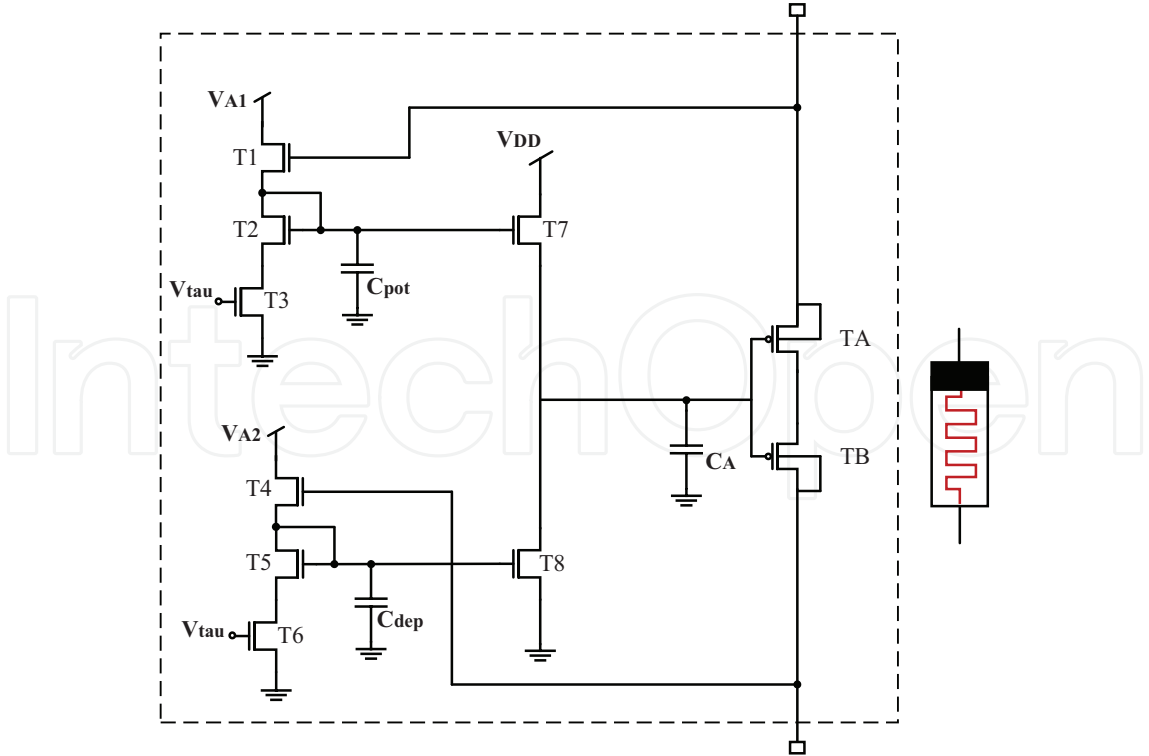 VA1
VDD
T1
T2
T7
Vtau
T3
Cpot
TA
IntechOpen
VA2
CA
TB
T4
T5
T8
Cdep
Vtau
T6